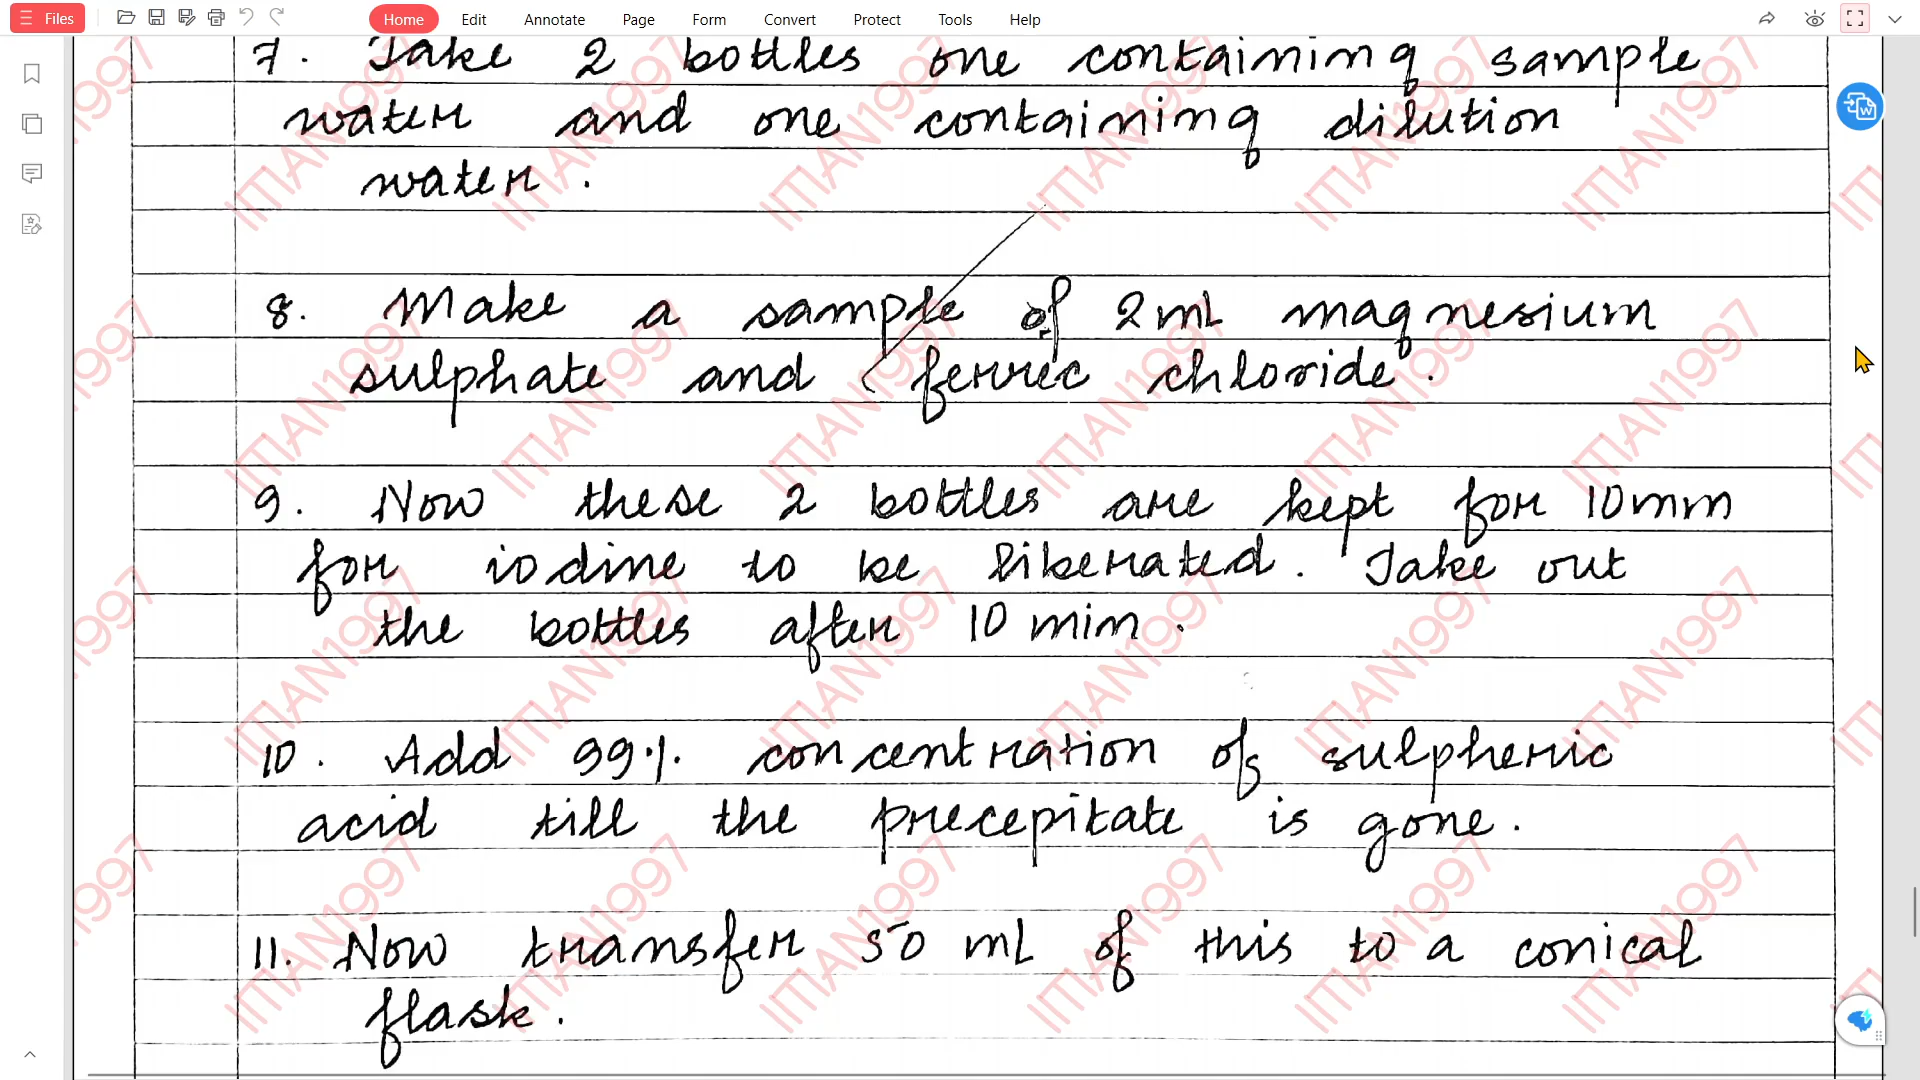 Files
Home Edit Annotate Page Form Convert Protect Tools Help
7. Take 2 bottles one containing sample
water and one containing dilution
water.
8. Make a sample of 2mL magnesium
sulphate and ferrec chloride.
9. Now these 2 bottles are kept for 10min
for iodine to be liberated. Take out
the bottles after 10 min.
10. Add 99% concentration of sulpheric
acid till the precepitate is gone.
11. Now transfer 50 mL of this to a conical
flask.
IMAN1997